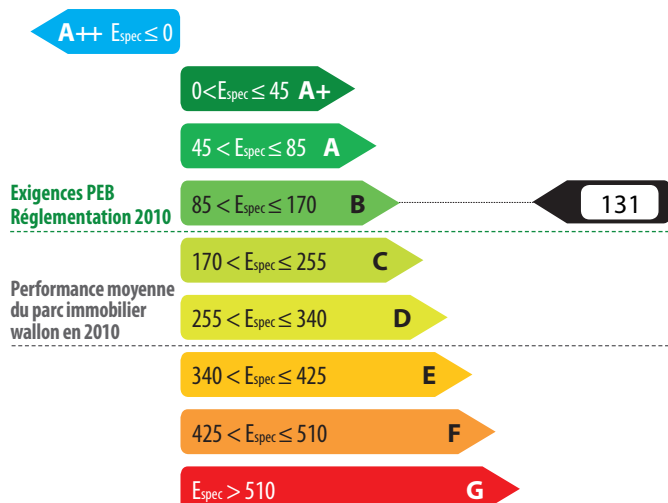 A++ Espec ≤ 0
0<Espec ≤ 45 A+
45 < Espec ≤ 85 A
Exigences PEB
Réglementation 2010
85 < Espec ≤ 170 B
131
170 < Espec ≤ 255 C
Performance moyenne
du parc immobilier
wallon en 2010
255 < Espec ≤ 340 D
340 < Espec ≤ 425 E
425 < Espec ≤ 510 F
Espec > 510 G